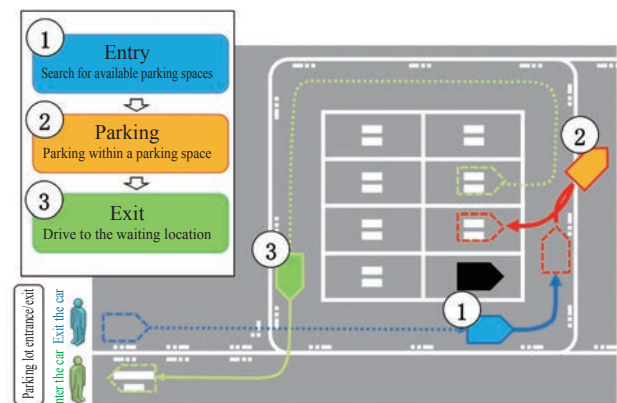 1
Entry
Search for available parking spaces
2
Parking
Parking within a parking space
3
Exit
Drive to the waiting location
2
3
1
Parking lot entrance/exit
Exit the car
nter the car